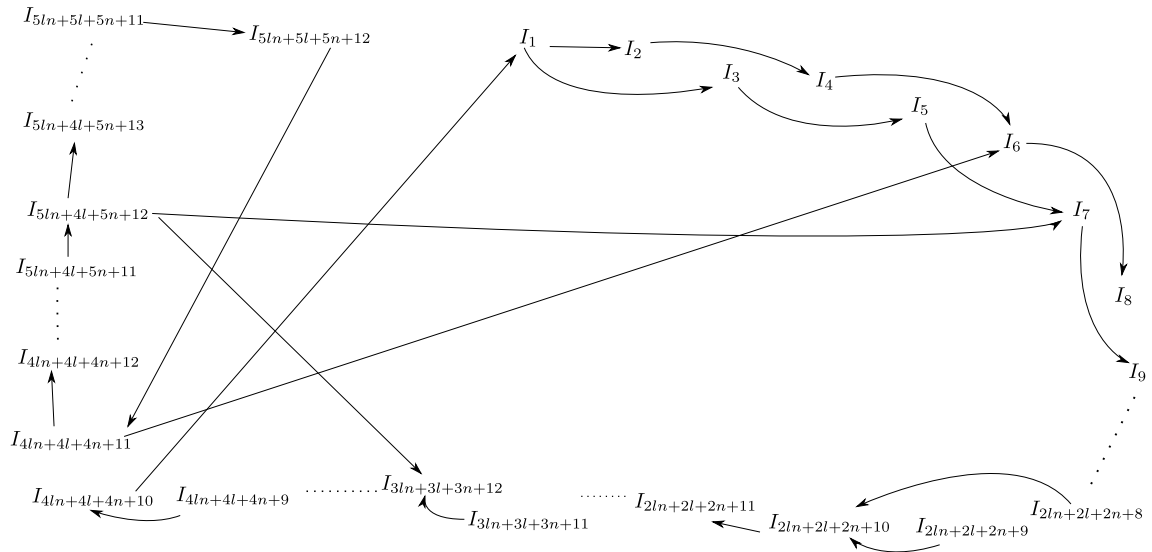 I_{5ln+5l+5n+11}
I_{5ln+5l+5n+12}
I_1
I_2
I_3
I_4
I_5
I_{5ln+4l+5n+13}
I_6
I_{5ln+4l+5n+12}
I_7
I_{5ln+4l+5n+11}
I_8
I_{4ln+4l+4n+12}
I_9
I_{4ln+4l+4n+11}
I_{4ln+4l+4n+10}
I_{4ln+4l+4n+9}
I_{3ln+3l+3n+12}
I_{3ln+3l+3n+11}
I_{2ln+2l+2n+11}
I_{2ln+2l+2n+10}
I_{2ln+2l+2n+9}
I_{2ln+2l+2n+8}